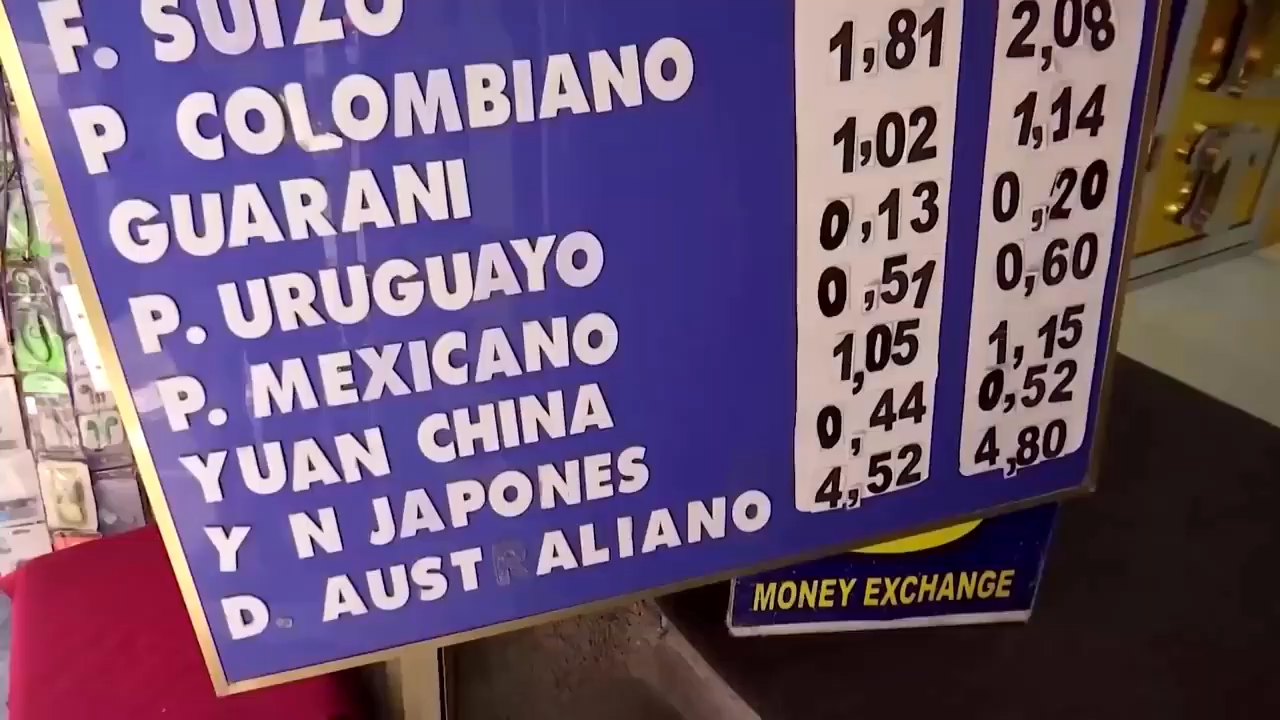 F. SUIZO
P COLOMBIANO 1,81 2,08
GUARANI 1,02 1,14
P. URUGUAYO 0,13 0,20
P. MEXICANO 0,51 0,60
YUAN CHINA 1,05 1,15
Y N JAPONES 0,44 0,52
D. AUSTRALIANO 4,52 4,80
MONEY EXCHANGE